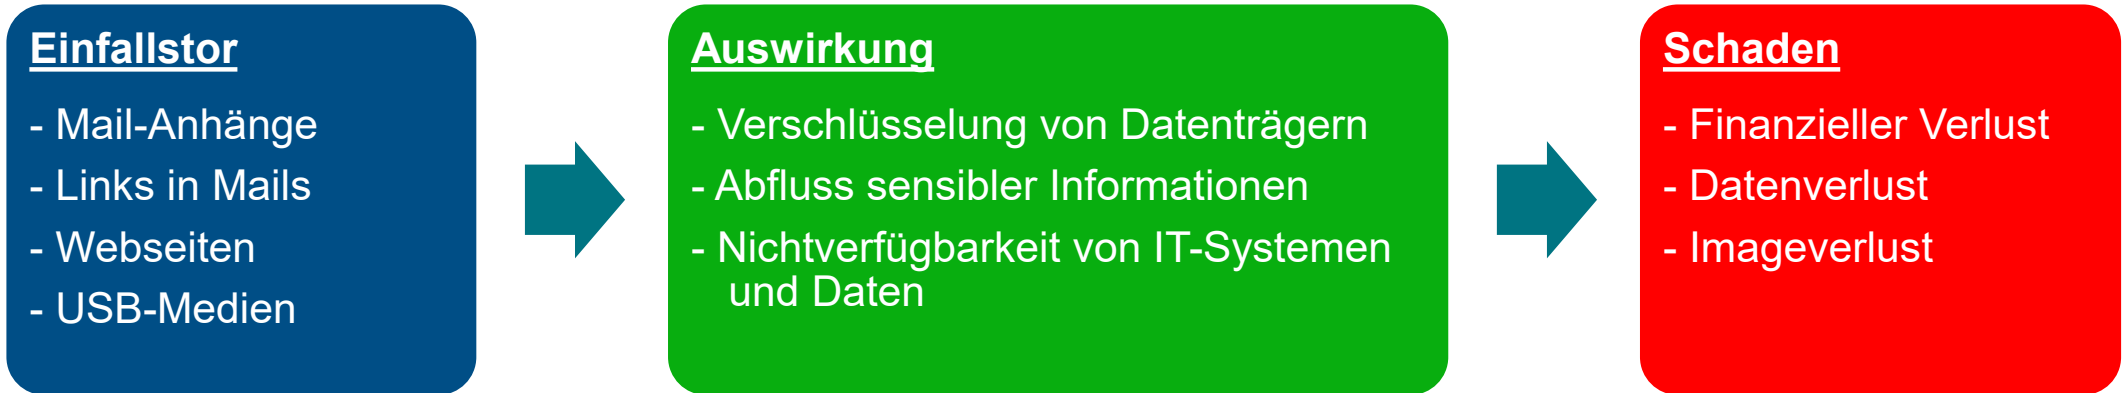 Einfallstor
- Mail-Anhänge
- Links in Mails
- Webseiten
- USB-Medien
Auswirkung
- Verschlüsselung von Datenträgern
- Abfluss sensibler Informationen
- Nichtverfügbarkeit von IT-Systemen
und Daten
Schaden
- Finanzieller Verlust
- Datenverlust
- Imageverlust